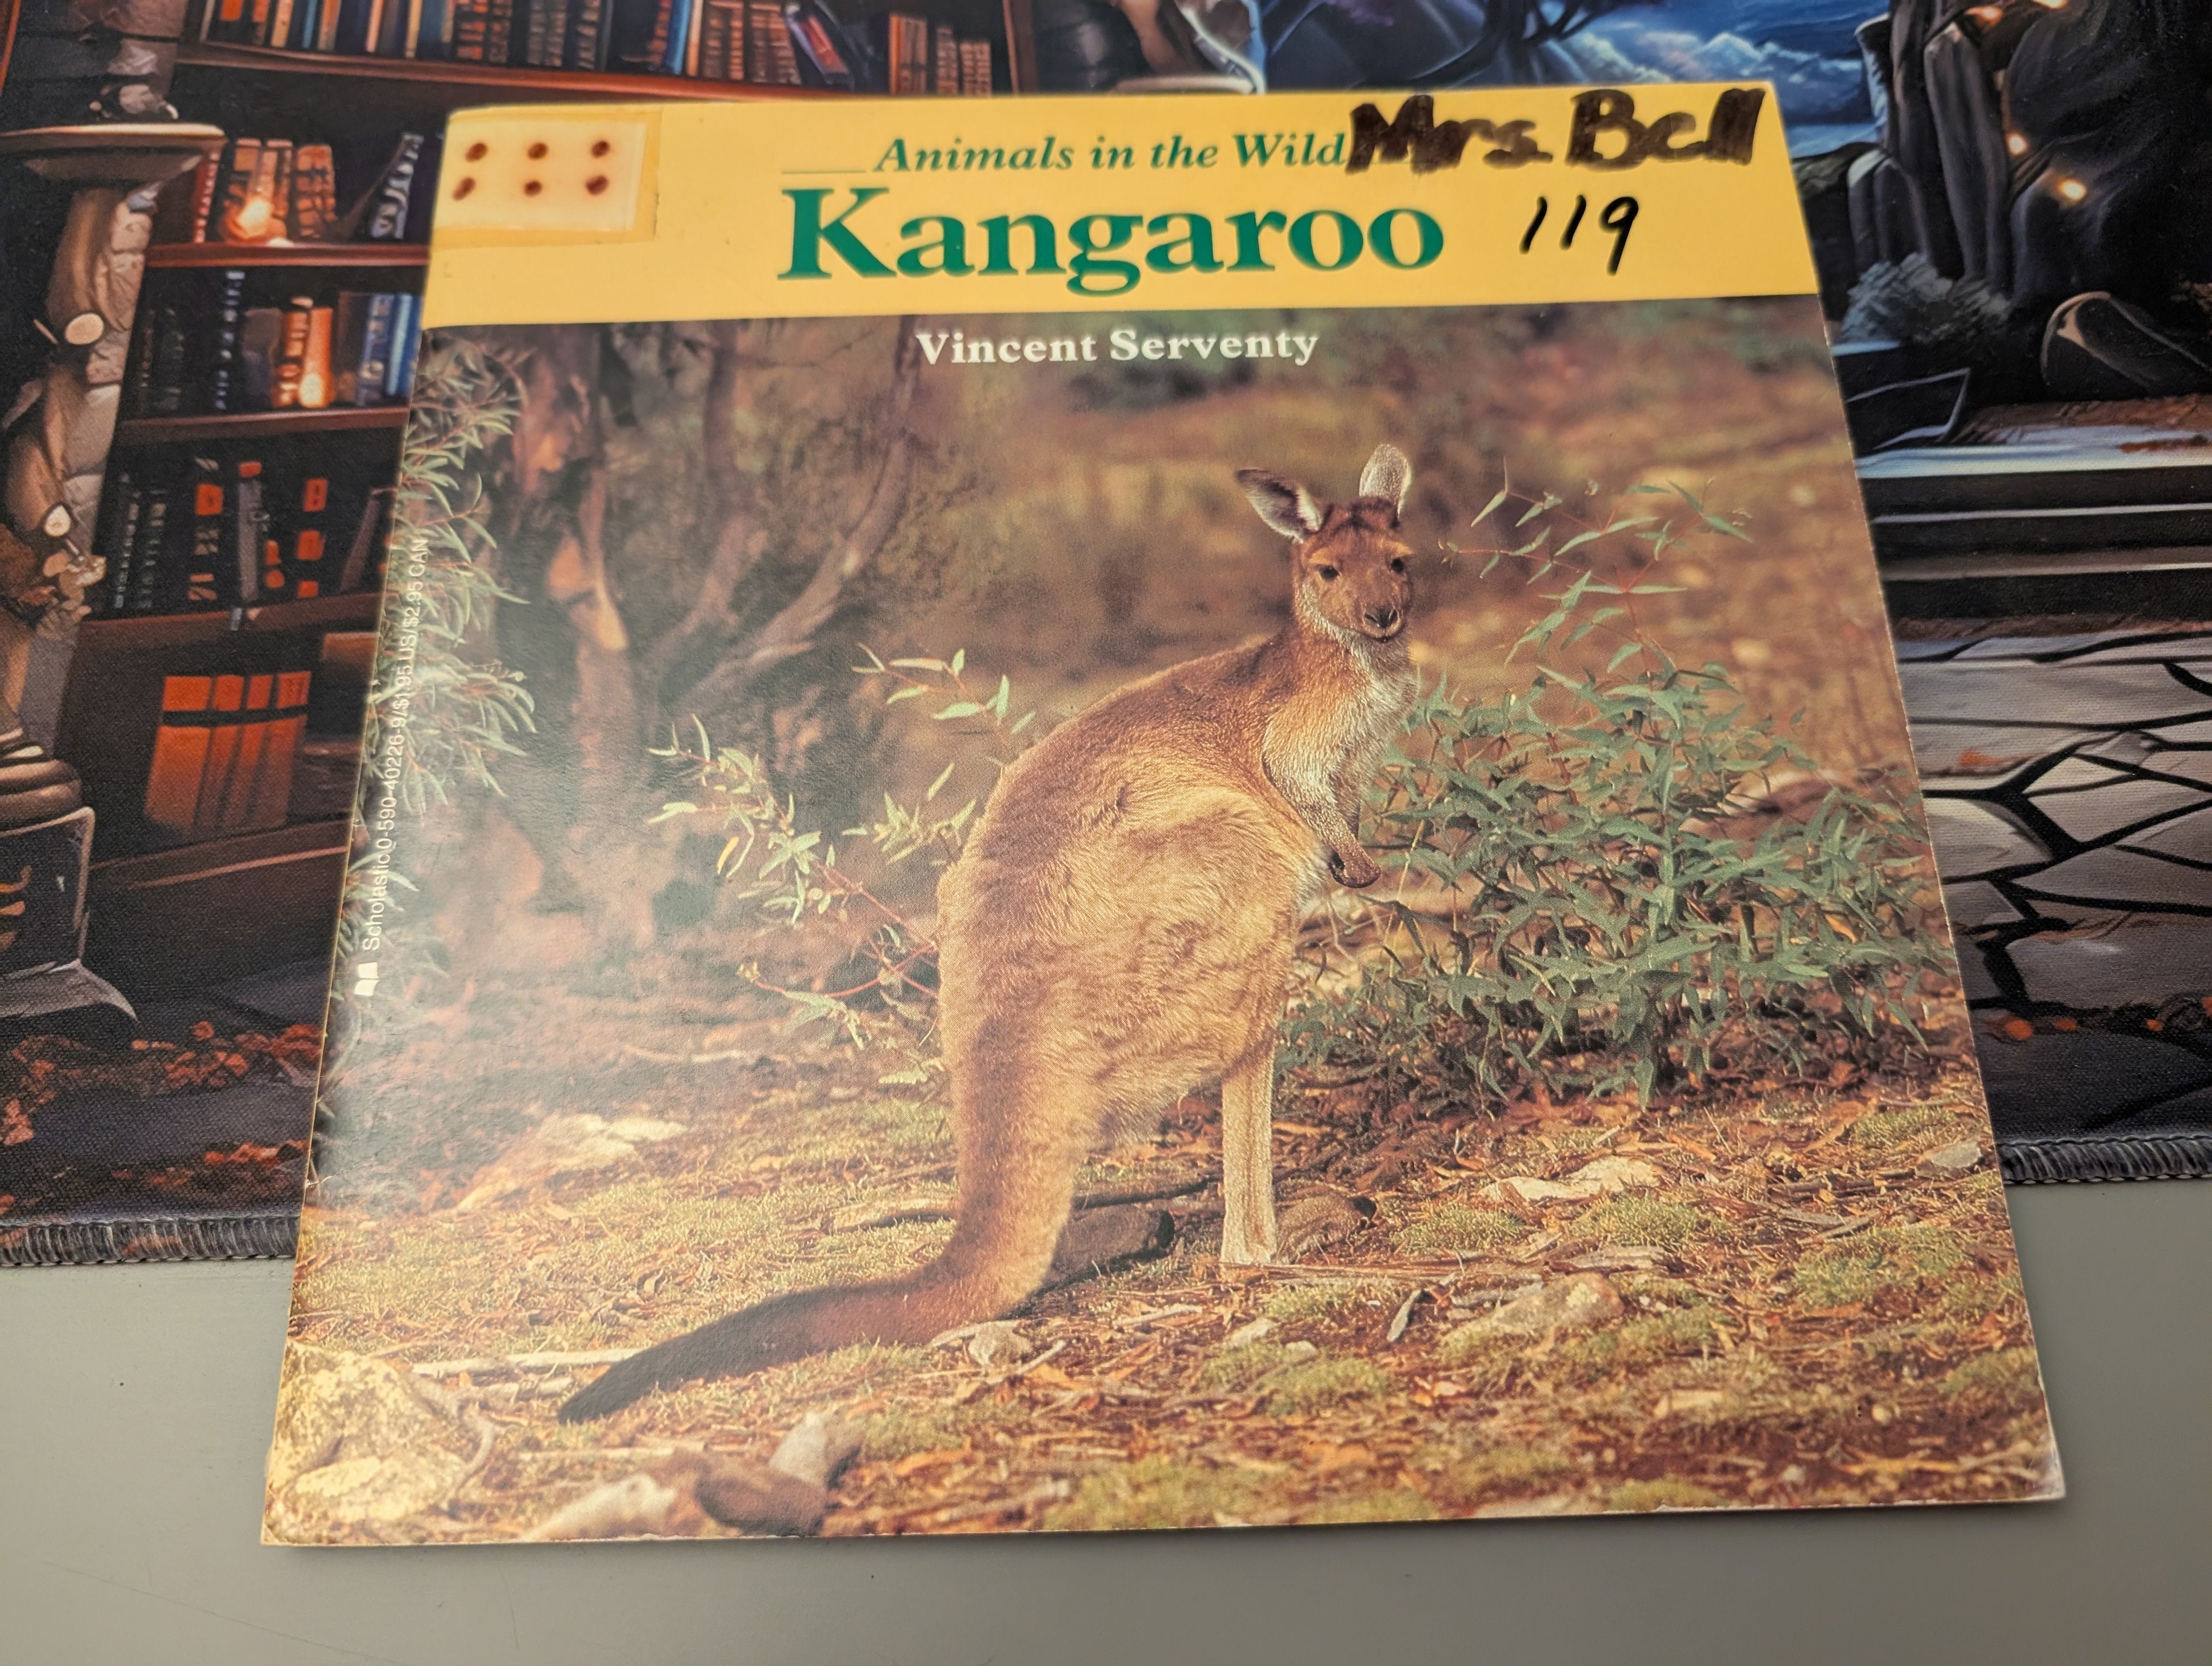 Animals in the Wild
Mrs. Bell
Kangaroo
119
Vincent Serventy
Scholastic 0-590-40226-9/$1.95 US/$2.95 CAN